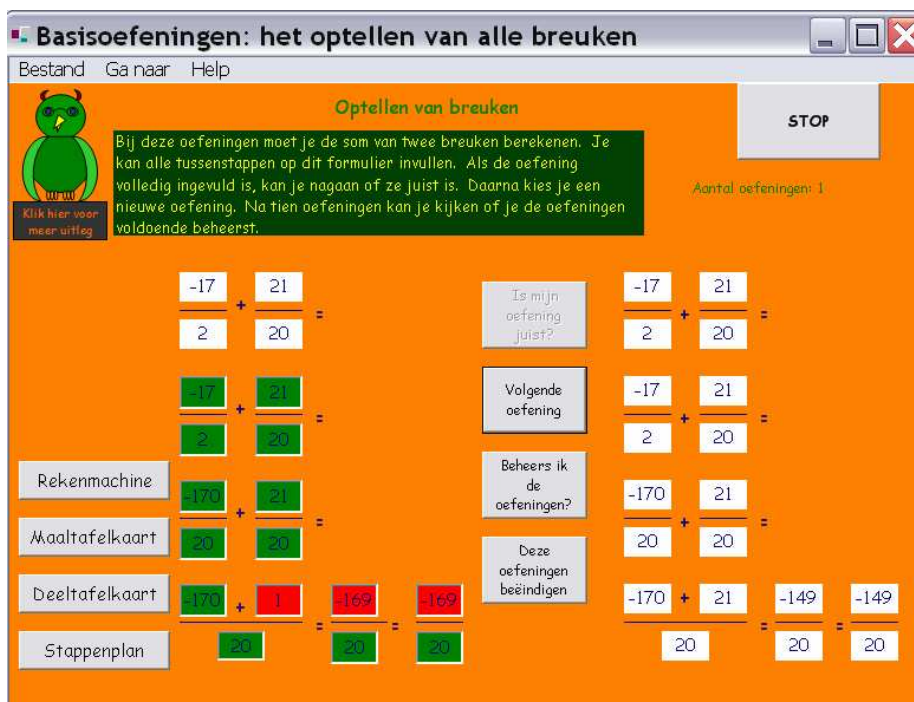 Basisoefeningen: het optellen van alle breuken
Bestand Ga naar Help
Optellen van breuken
STOP
Bij deze oefeningen moet je de som van twee breuken berekenen. Je
kan alle tussenstappen op dit formulier invullen. Als de oefening
volledig ingevuld is, kan je nagaan of ze juist is. Daarna kies je een
nieuwe oefening. Na tien oefeningen kan je kijken of je de oefeningen
voldoende beheerst.
Aantal oefeningen: 1
Klik hier voor
meer uitleg
-17 + 21 =
2 20
-17 + 21 =
2 20
-170 + 21 =
20 20
-170 + 1 = -169 = -169
20 20 20
Rekenmachine
Maaltafelkaart
Deeltafelkaart
Stappenplan
Is mijn
oefening
juist?
Volgende
oefening
Beheers ik
de
oefeningen?
Deze
oefeningen
beëindigen
-17 + 21 =
2 20
-17 + 21 =
2 20
-170 + 21 =
20 20
-170 + 21 = -149 = -149
20 20 20